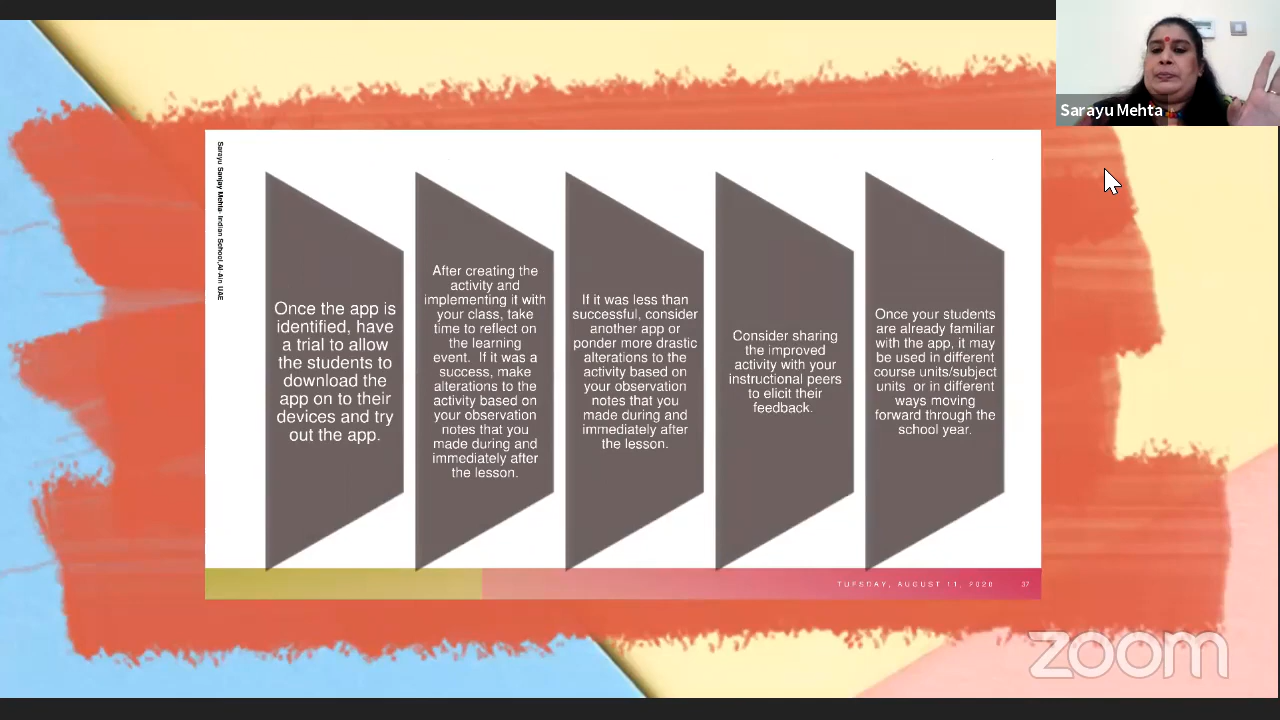 Sarayu Mehta
Sarayu Sanjay Mehta- Indian School,Al Ain UAE
Once the app is
identified, have
a trial to allow
the students to
download the
app on to their
devices and try
out the app.
After creating the
activity and
implementing it with
your class, take
time to reflect on
the learning
event. If it was a
success, make
alterations to the
activity based on
your observation
notes that you
made during and
immediately after
the lesson.
If it was less than
successful, consider
another app or
ponder more drastic
alterations to the
activity based on
your observation
notes that you
made during and
immediately after
the lesson.
Consider sharing
the improved
activity with your
instructional peers
to elicit their
feedback.
Once your students
are already familiar
with the app, it may
be used in different
course units/subject
units or in different
ways moving
forward through the
school year.
TUESDAY, AUGUST 11, 2020 37
zoom